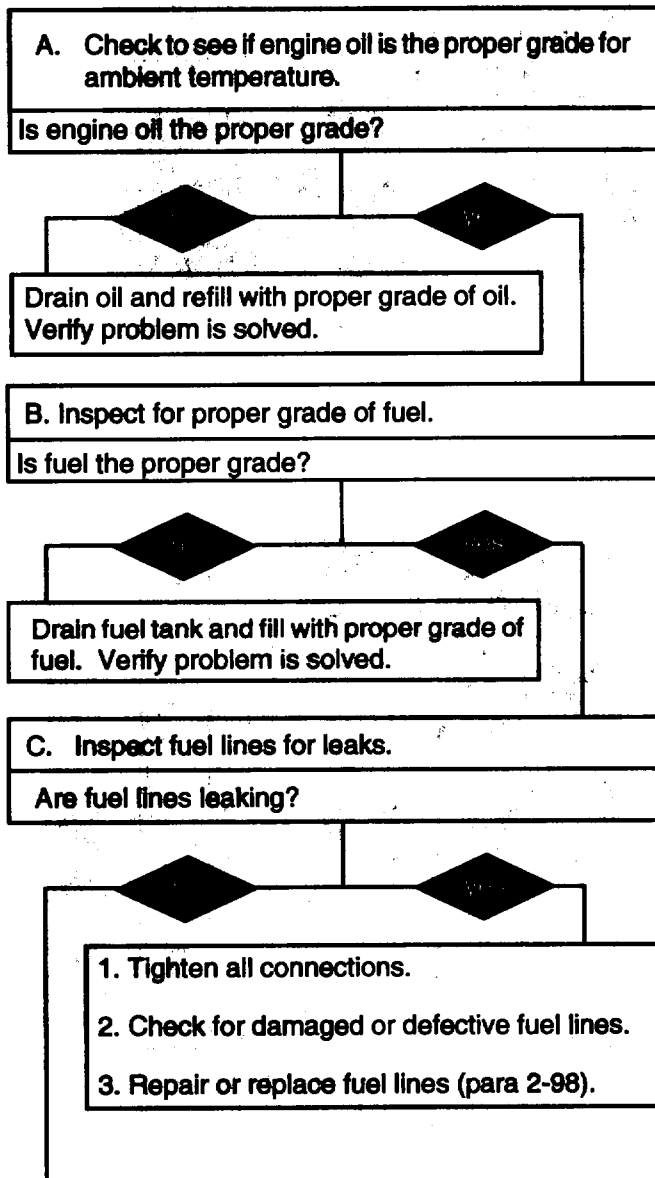 A. Check to see if engine oil is the proper grade for
ambient temperature.
Is engine oil the proper grade?
Drain oil and refill with proper grade of oil.
Verify problem is solved.
B. Inspect for proper grade of fuel.
Is fuel the proper grade?
Drain fuel tank and fill with proper grade of
fuel. Verify problem is solved.
C. Inspect fuel lines for leaks.
Are fuel lines leaking?
1. Tighten all connections.
2. Check for damaged or defective fuel lines.
3. Repair or replace fuel lines (para 2-98).